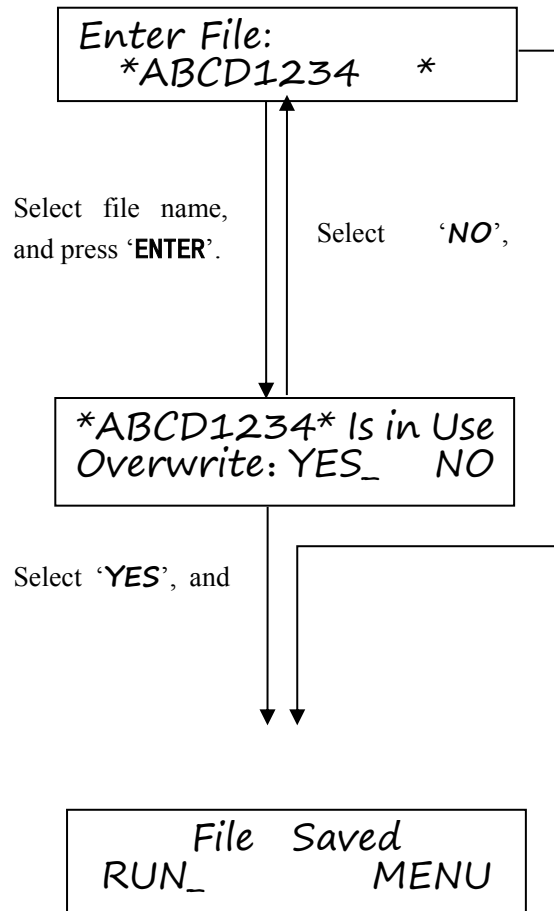 Enter File:
*ABCD1234 *
Select file name,
and press ‘ENTER’.
Select ‘NO’,
*ABCD1234* Is in Use
Overwrite: YES_ NO
Select ‘YES’, and
File Saved
RUN_ MENU